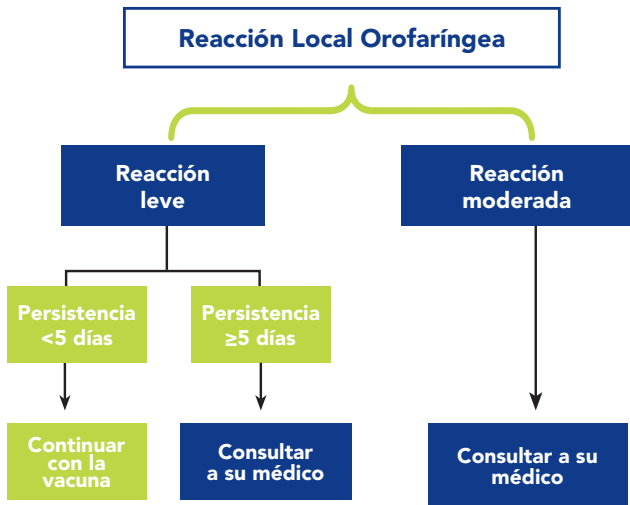 Reacción Local Orofaríngea
Reacción
leve
Reacción
moderada
Persistencia
<5 días
Persistencia
≥5 días
Continuar
con la
vacuna
Consultar
a su médico
Consultar a su
médico